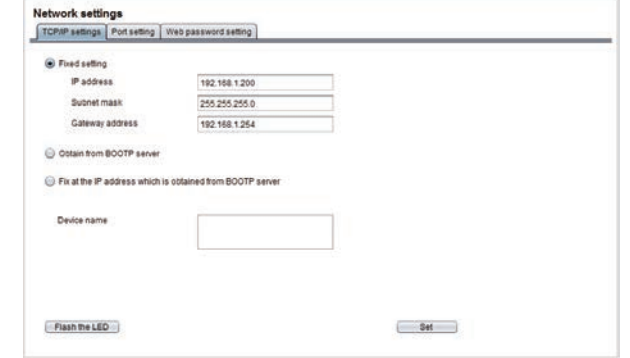 Network settings
TCP/IP settings Port setting Web password setting
Fixed setting
IP address 192.168.1.200
Subnet mask 255.255.255.0
Gateway address 192.168.1.254
Obtain from BOOTP server
Fix at the IP address which is obtained from BOOTP server
Device name
Flash the LED Set